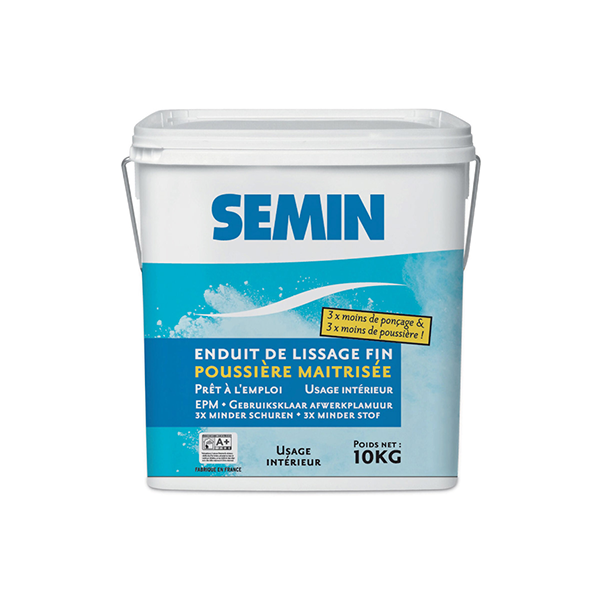 SEMIN
3 x moins de ponçage &
3 x moins de poussière !
ENDUIT DE LISSAGE FIN
POUSSIÈRE MAITRISÉE
PRÊT À L'EMPLOI USAGE INTÉRIEUR
EPM • GEBRUIKSKLAAR AFWERKPLAMUUR
3X MINDER SCHUREN • 3X MINDER STOF
A+
FABRIQUÉ EN FRANCE
USAGE
INTÉRIEUR
POIDS NET :
10KG